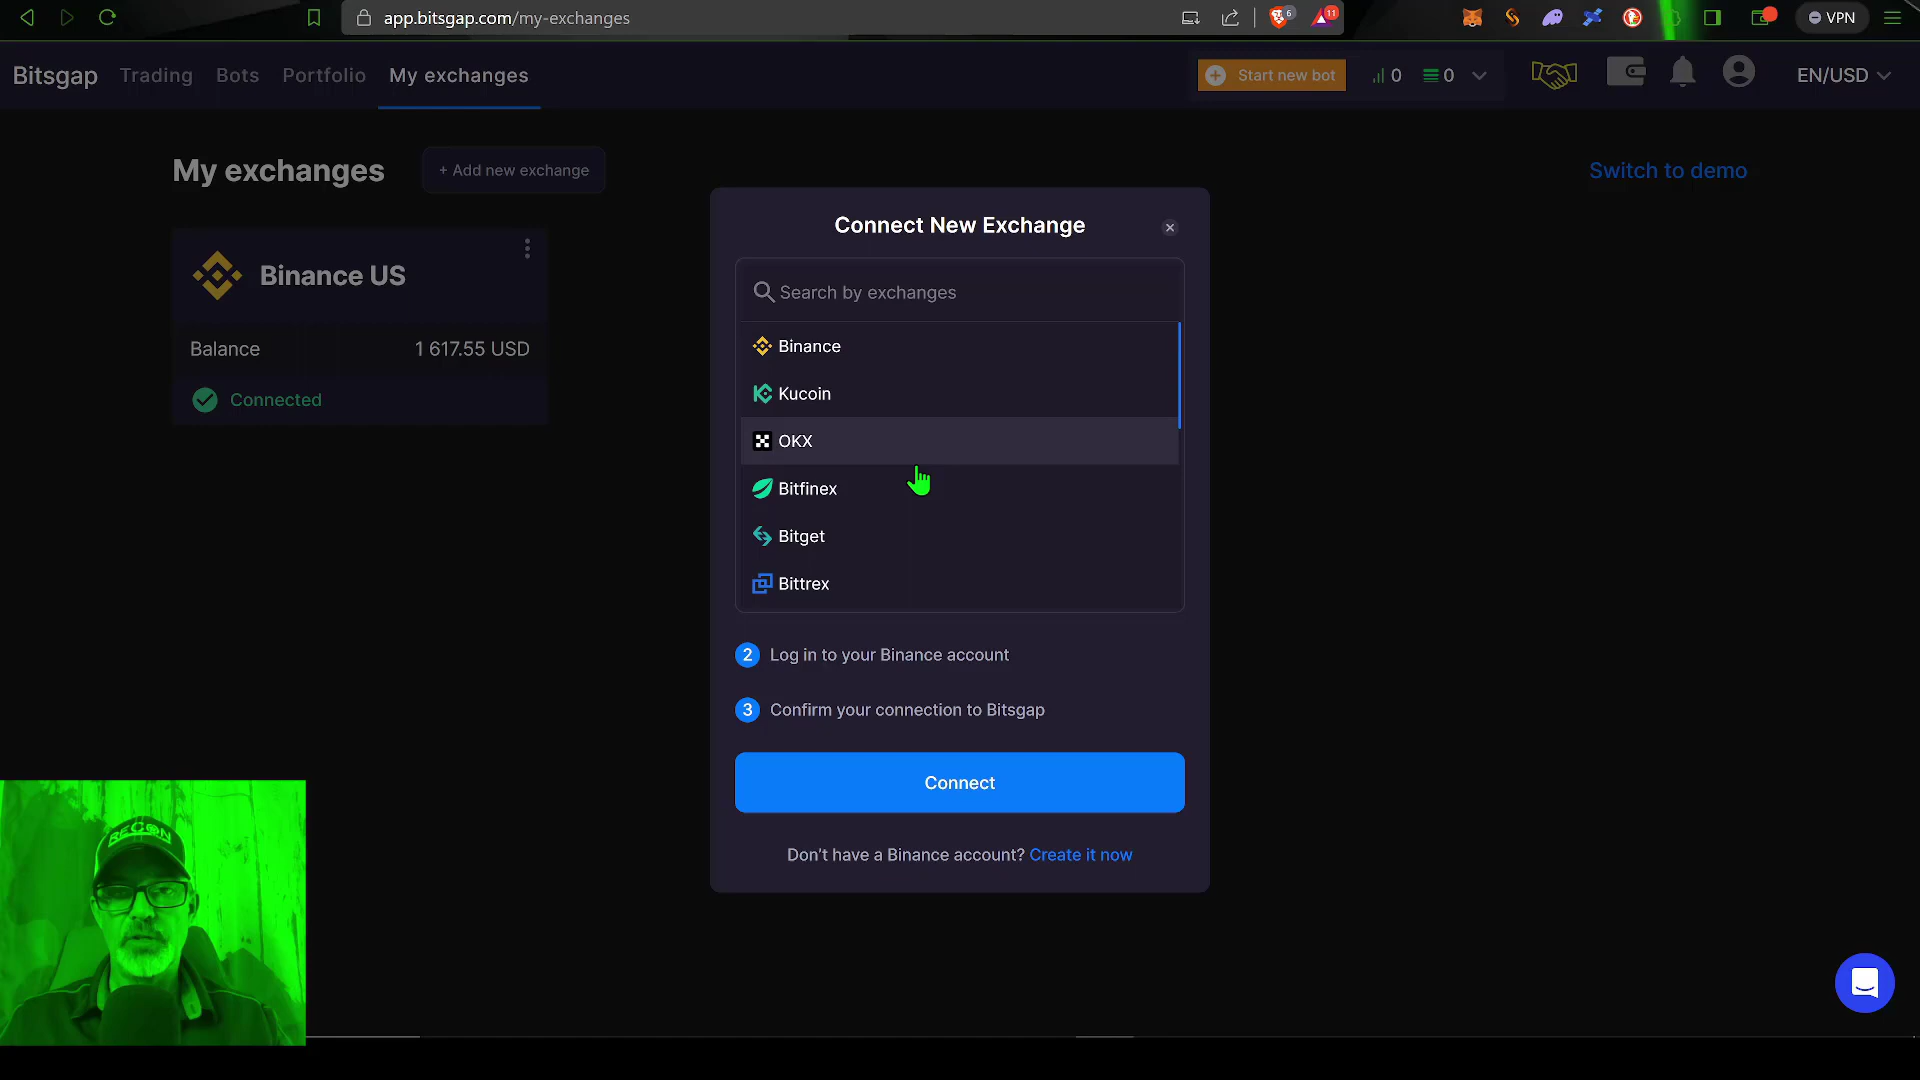 app.bitsgap.com/my-exchanges
6
11
VPN
Bitsgap
Trading
Bots
Portfolio
My exchanges
Start new bot
0
0
EN/USD
My exchanges
+ Add new exchange
Switch to demo
Binance US
Balance
1 617.55 USD
Connected
Connect New Exchange
Search by exchanges
Binance
Kucoin
OKX
Bitfinex
Bitget
Bittrex
2 Log in to your Binance account
3 Confirm your connection to Bitsgap
Connect
Don't have a Binance account? Create it now
RECON